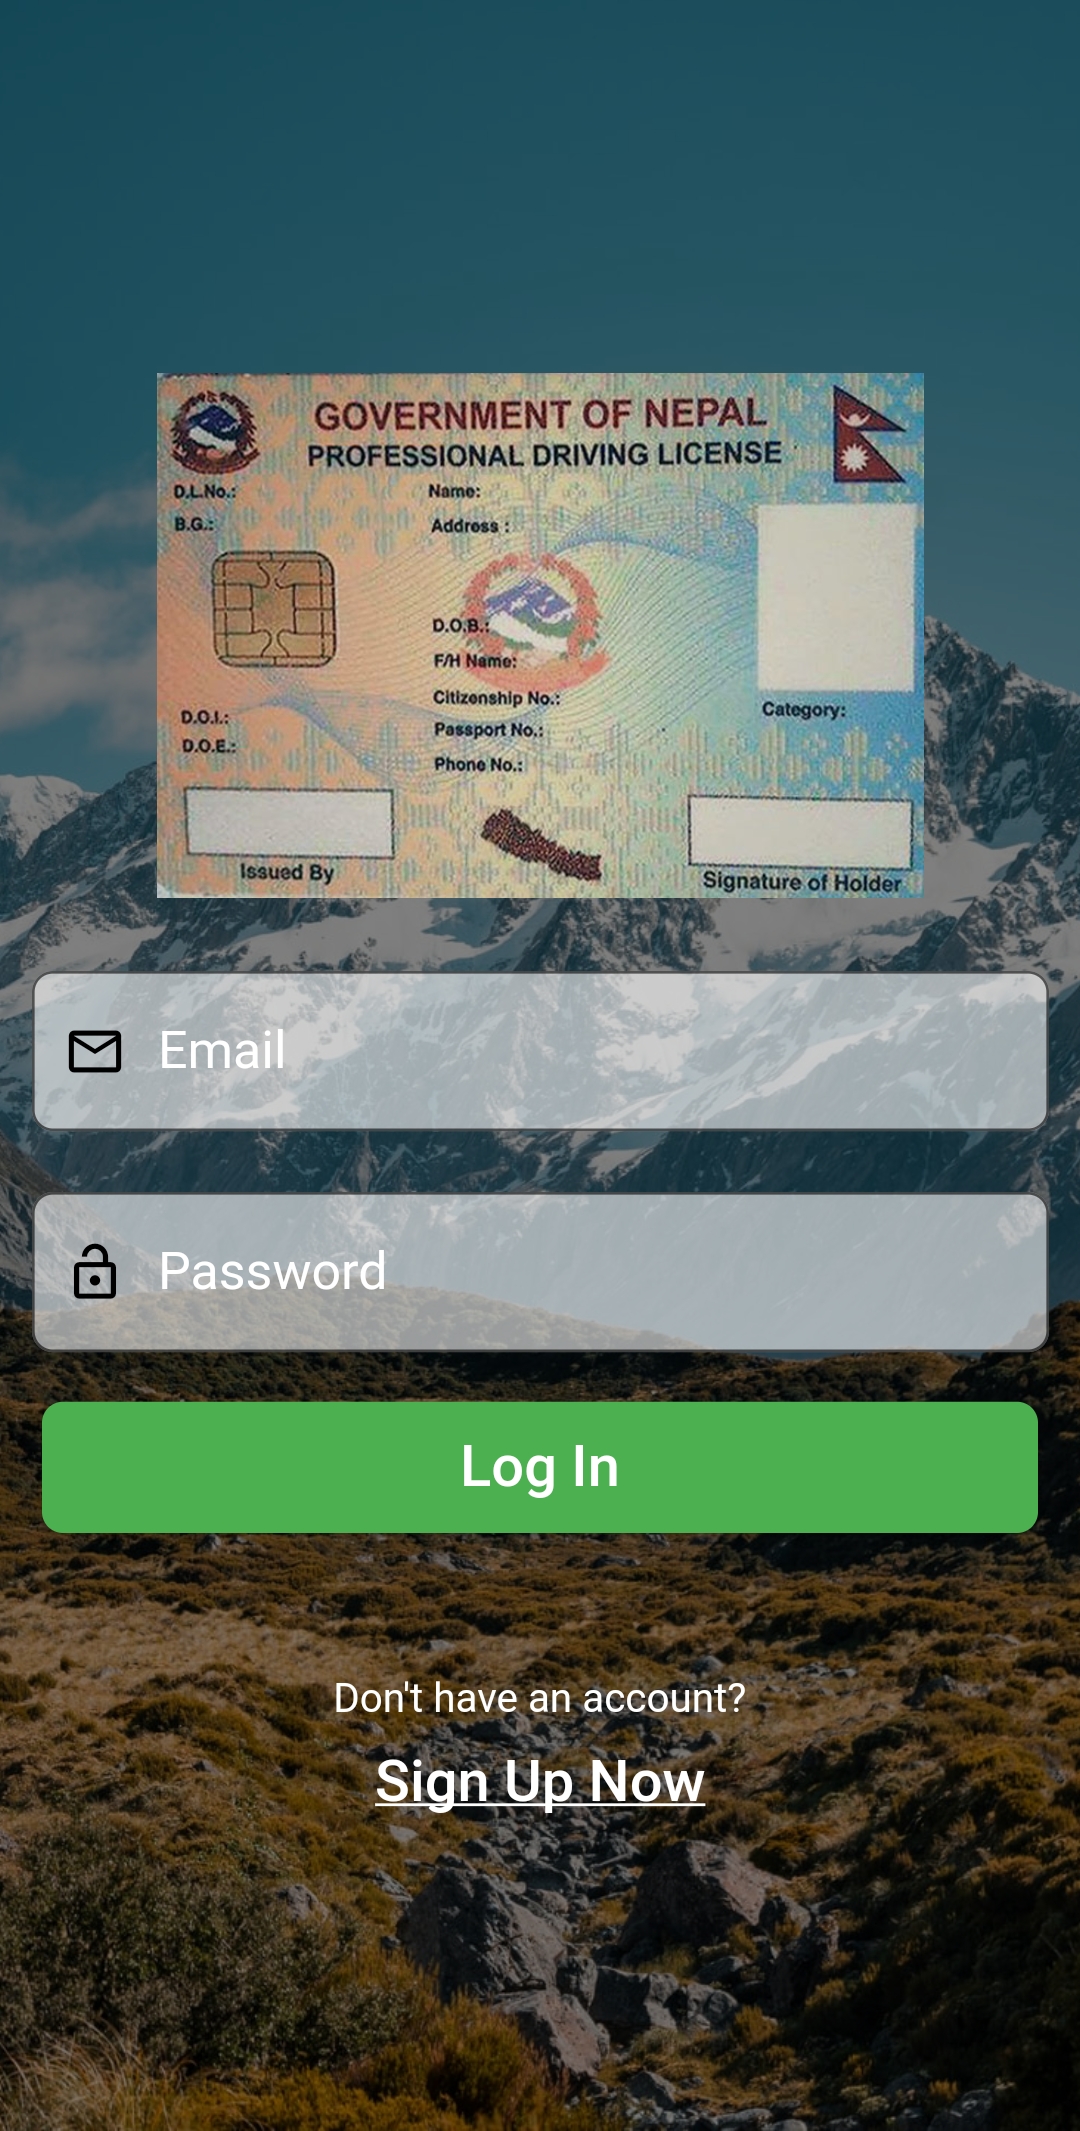 GOVERNMENT OF NEPAL
PROFESSIONAL DRIVING LICENSE
D.L.No.:
Name:
B.G.:
Address :
D.O.B.:
F/H Name:
Citizenship No.:
D.O.I.:
Category:
Passport No.:
D.O.E.:
Phone No.:
Issued By
Signature of Holder
Email
Password
Log In
Don't have an account?
Sign Up Now